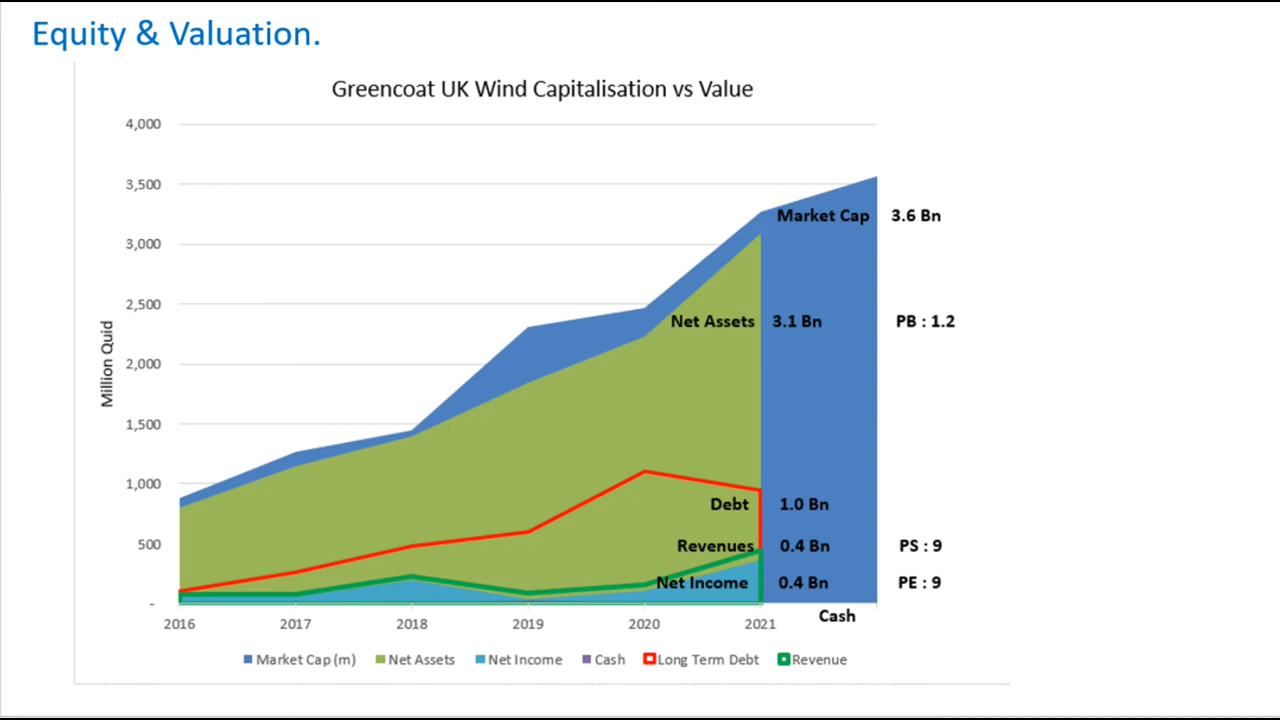 Equity & Valuation.
Greencoat UK Wind Capitalisation vs Value
4,000
3,500
3,000
2,500
2,000
1,500
1,000
500
-
Million Quid
Market Cap 3.6 Bn
Net Assets 3.1 Bn PB : 1.2
Debt 1.0 Bn
Revenues 0.4 Bn PS : 9
Net Income 0.4 Bn PE : 9
Cash
2016 2017 2018 2019 2020 2021
Market Cap (m) Net Assets Net Income Cash Long Term Debt Revenue